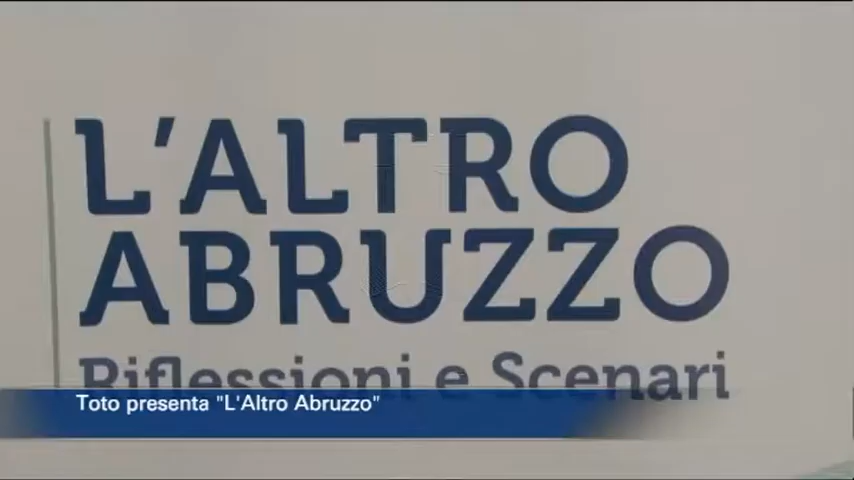 L'ALTRO
ABRUZZO
Riflessioni e Scenari
Toto presenta "L'Altro Abruzzo"